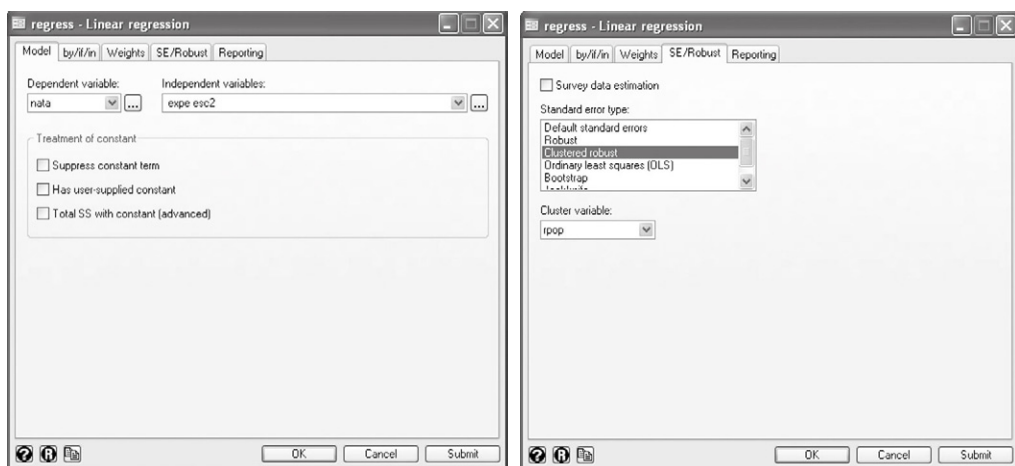 regress - Linear regression
Model by/if/in Weights SE/Robust Reporting
Dependent variable: Independent variables:
nata ... expe esc2 ...
Treatment of constant
Suppress constant term
Has user-supplied constant
Total SS with constant (advanced)
OK Cancel Submit
regress - Linear regression
Model by/if/in Weights SE/Robust Reporting
Survey data estimation
Standard error type:
Default standard errors
Robust
Clustered robust
Ordinary least squares (OLS)
Bootstrap
Cluster variable:
rpop
OK Cancel Submit